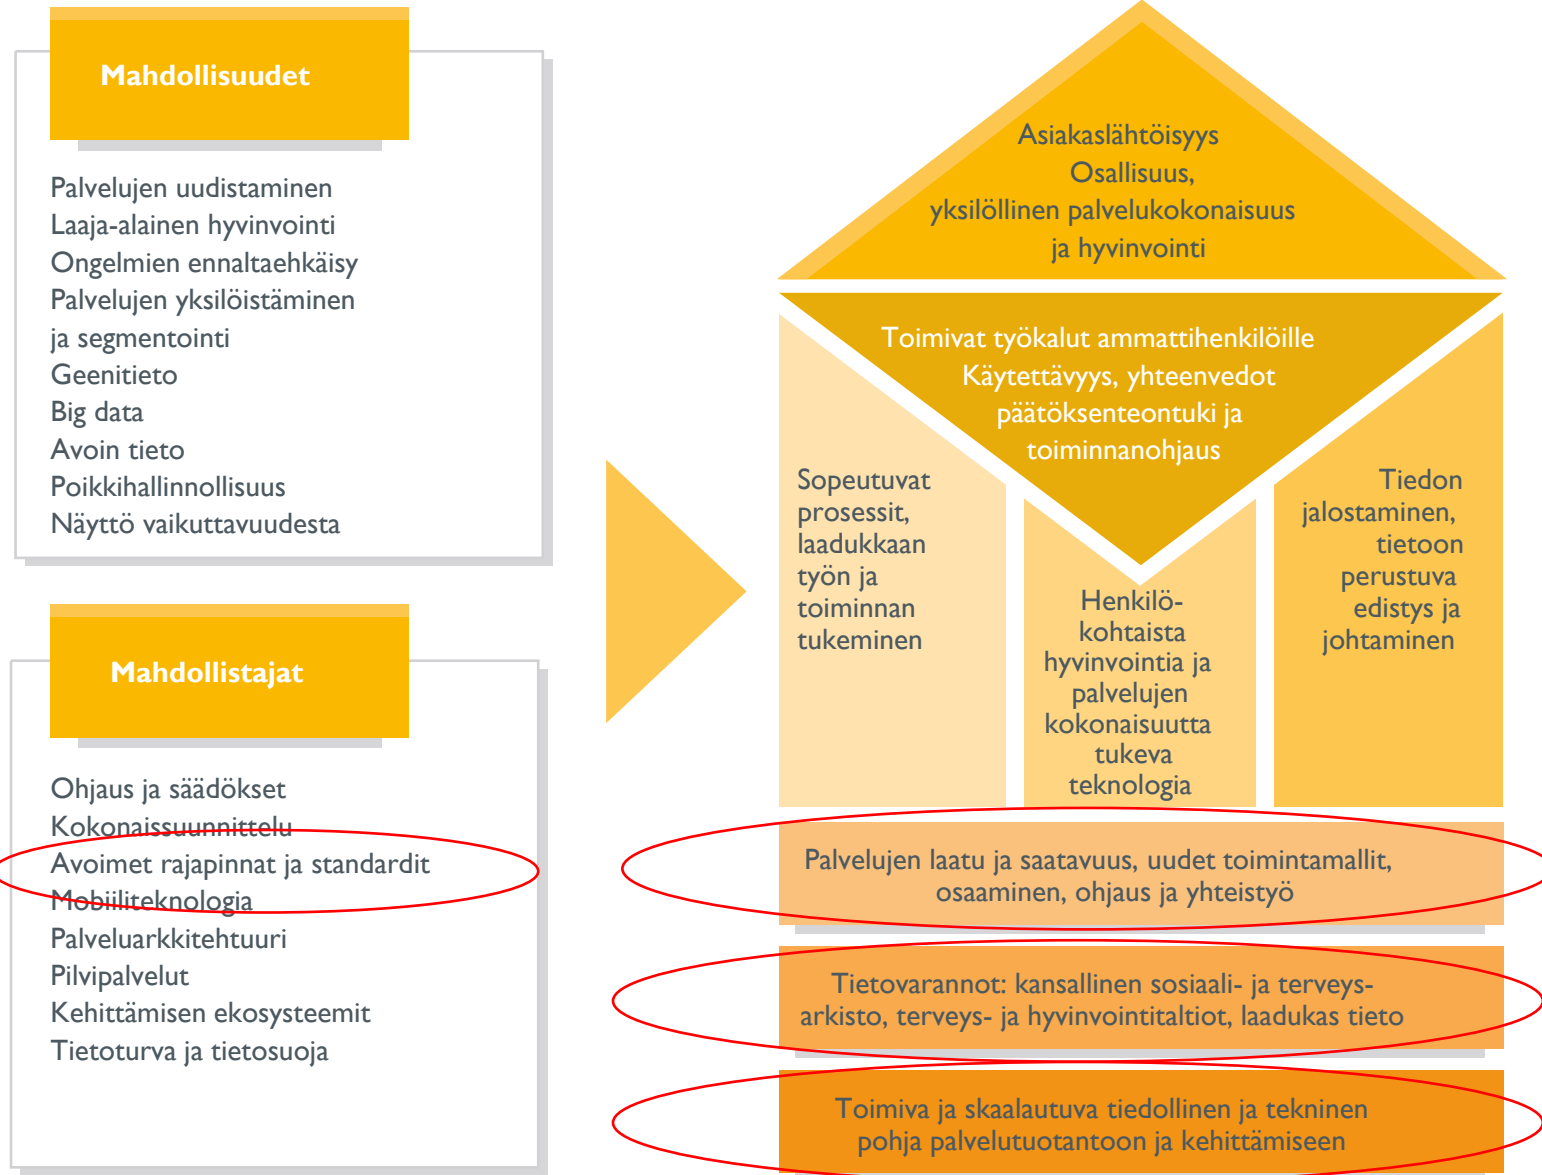 Mahdollisuudet
Palvelujen uudistaminen
Laaja-alainen hyvinvointi
Ongelmien ennaltaehkäisy
Palvelujen yksilöistäminen
ja segmentointi
Geenitieto
Big data
Avoin tieto
Poikkihallinnollisuus
Näyttö vaikuttavuudesta
Mahdollistajat
Ohjaus ja säädökset
Kokonaissuunnittelu
Avoimet rajapinnat ja standardit
Mobiiliteknologia
Palveluarkkitehtuuri
Pilvipalvelut
Kehittämisen ekosysteemit
Tietoturva ja tietosuoja
Asiakaslähtöisyys
Osallisuus,
yksilöllinen palvelukokonaisuus
ja hyvinvointi
Toimivat työkalut ammattihenkilöille
Käytettävyys, yhteenvedot
päätöksenteontuki ja
toiminnanohjaus
Sopeutuvat
prosessit,
laadukkaan
työn ja
toiminnan
tukeminen
Henkilö-
kohtaista
hyvinvointia ja
palvelujen
kokonaisuutta
tukeva
teknologia
Tiedon
jalostaminen,
tietoon
perustuva
edistys ja
johtaminen
Palvelujen laatu ja saatavuus, uudet toimintamallit,
osaaminen, ohjaus ja yhteistyö
Tietovarannot: kansallinen sosiaali- ja terveys-
arkisto, terveys- ja hyvinvointitaltiot, laadukas tieto
Toimiva ja skaalautuva tiedollinen ja tekninen
pohja palvelutuotantoon ja kehittämiseen